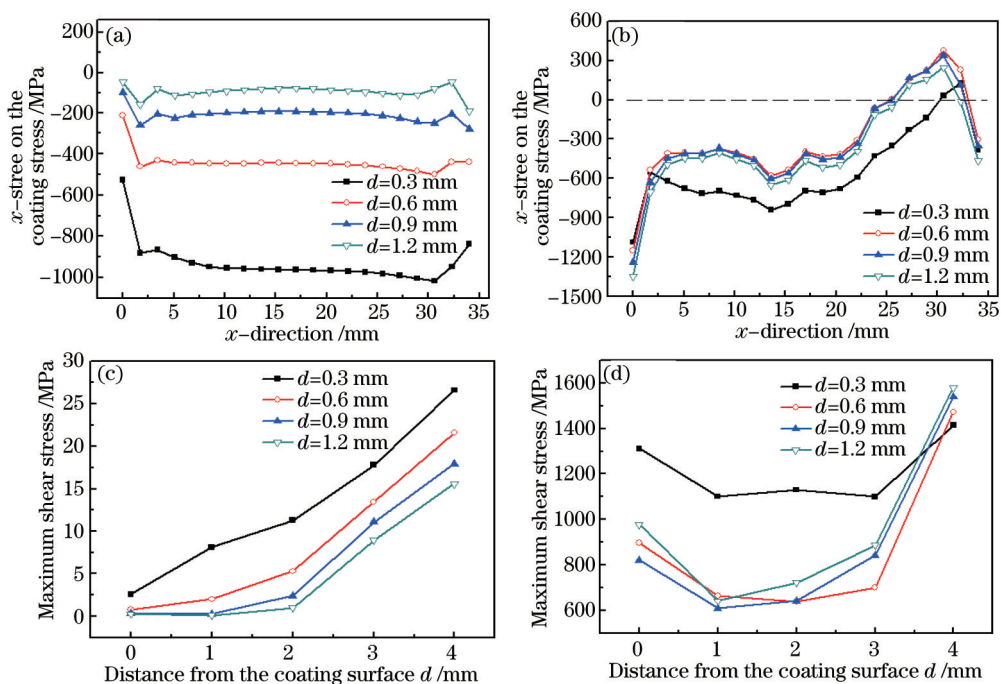 (a)
200
0
−200
−400
−600
−800
−1000
x-stree on the
coating stress /MPa
d=0.3 mm
d=0.6 mm
d=0.9 mm
d=1.2 mm
0 5 10 15 20 25 30 35
x-direction /mm
(b)
600
300
0
−300
−600
−900
−1200
−1500
x-stree on the
coating stress /MPa
d=0.3 mm
d=0.6 mm
d=0.9 mm
d=1.2 mm
0 5 10 15 20 25 30 35
x-direction /mm
(c)
30
25
20
15
10
5
0
Maximum shear stress /MPa
d=0.3 mm
d=0.6 mm
d=0.9 mm
d=1.2 mm
0 1 2 3 4
Distance from the coating surface d /mm
(d)
1600
1400
1200
1000
800
600
Maximum shear stress /MPa
d=0.3 mm
d=0.6 mm
d=0.9 mm
d=1.2 mm
0 1 2 3 4
Distance from the coating surface d /mm